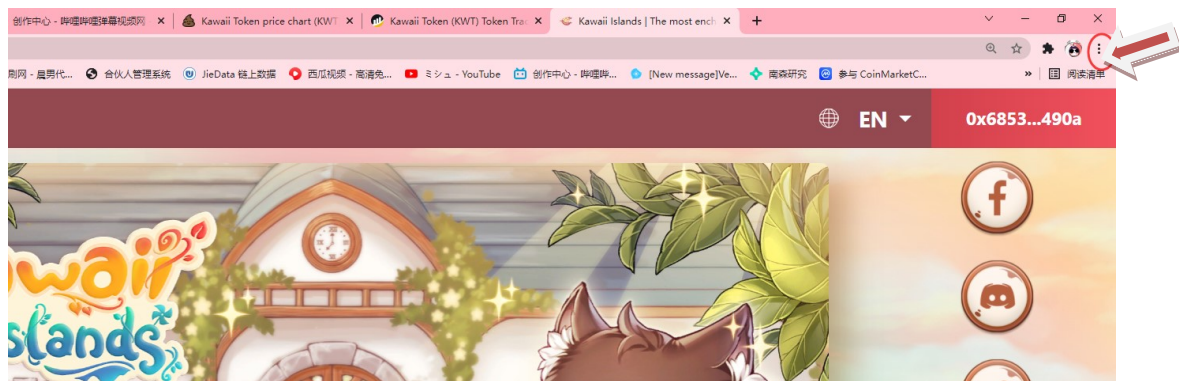 创作中心 - 哔哩哔哩弹幕视频网 Kawaii Token price chart (KWT Kawaii Token (KWT) Token Trac Kawaii Islands | The most ench
刷网 - 晨男代... 合伙人管理系统 JieData 链上数据 西瓜视频 - 高清免... ミシュ - YouTube 创作中心 - 哔哩哔... [New message]Ve... 南森研究 参与 CoinMarketC... » 阅读清单
EN 0x6853...490a
waii
slands